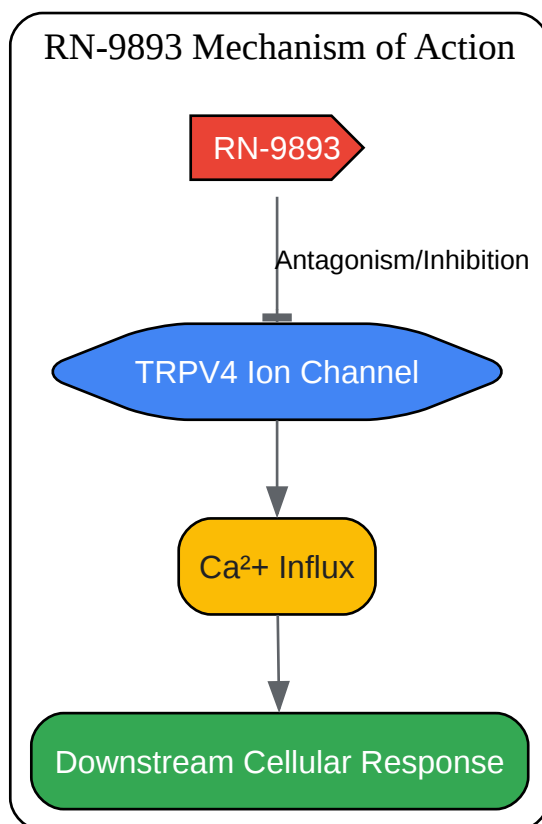 RN-9893 Mechanism of Action
RN-9893
Antagonism/Inhibition
TRPV4 Ion Channel
Ca²+ Influx
Downstream Cellular Response